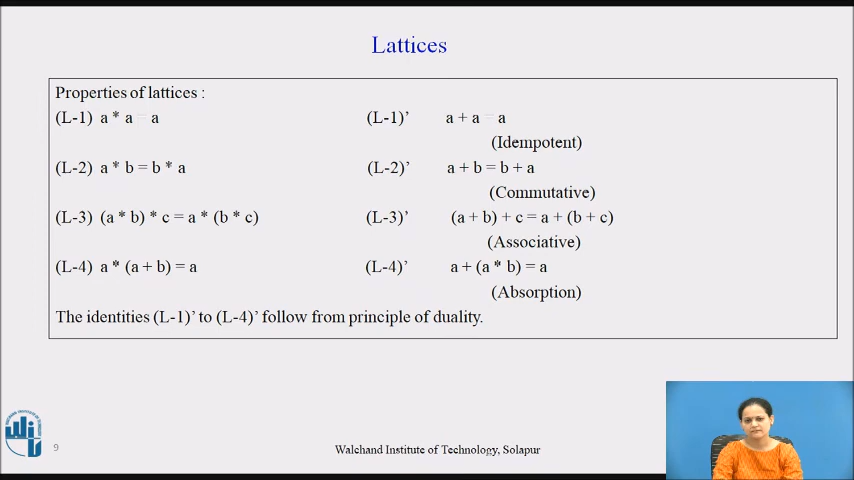 Lattices
Properties of lattices :
(L-1) a * a = a (L-1)’ a + a = a
(Idempotent)
(L-2) a * b = b * a (L-2)’ a + b = b + a
(Commutative)
(L-3) (a * b) * c = a * (b * c) (L-3)’ (a + b) + c = a + (b + c)
(Associative)
(L-4) a * (a + b) = a (L-4)’ a + (a * b) = a
(Absorption)
The identities (L-1)’ to (L-4)’ follow from principle of duality.
9
Walchand Institute of Technology, Solapur